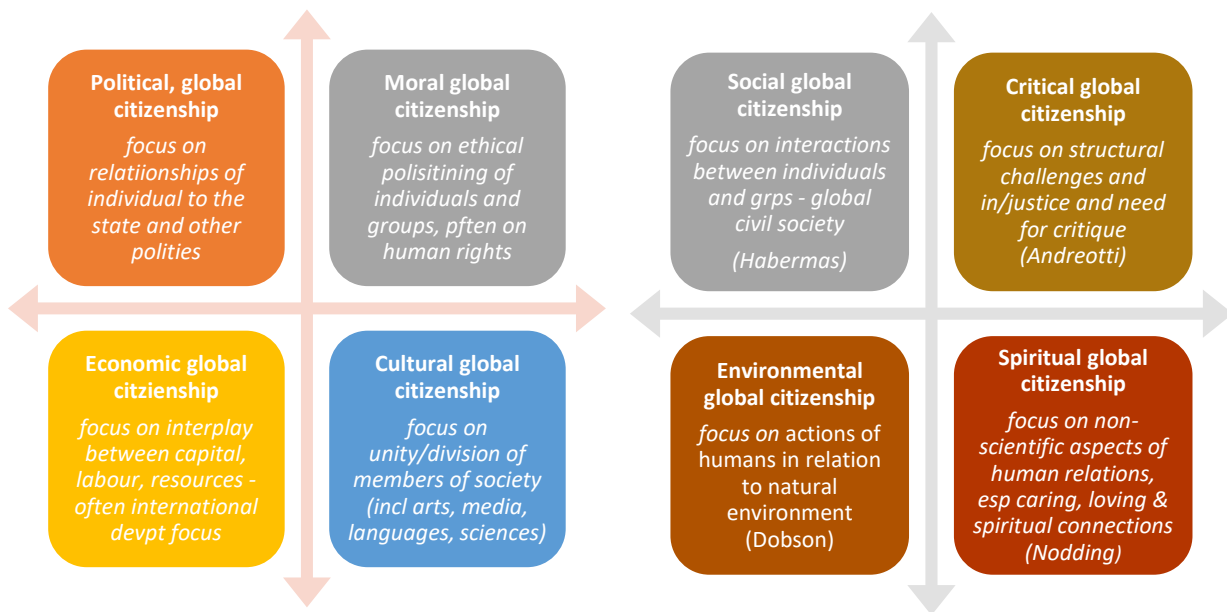 Political, global
citizenship
focus on
relatiionships of
individual to the
state and other
polities
Moral global
citizenship
focus on ethical
polisitining of
individuals and
groups, pften on
human rights
Economic global
citzienship
focus on interplay
between capital,
labour, resources -
often international
devpt focus
Cultural global
citizenship
focus on
unity/division of
members of society
(incl arts, media,
languages, sciences)
Social global
citizenship
focus on interactions
between individuals
and grps - global
civil society
(Habermas)
Critical global
citizenship
focus on structural
challenges and
in/justice and need
for critique
(Andreotti)
Environmental
global citizenship
focus on actions of
humans in relation
to natural
environment
(Dobson)
Spiritual global
citizenship
focus on non-
scientific aspects of
human relations,
esp caring, loving &
spiritual connections
(Nodding)